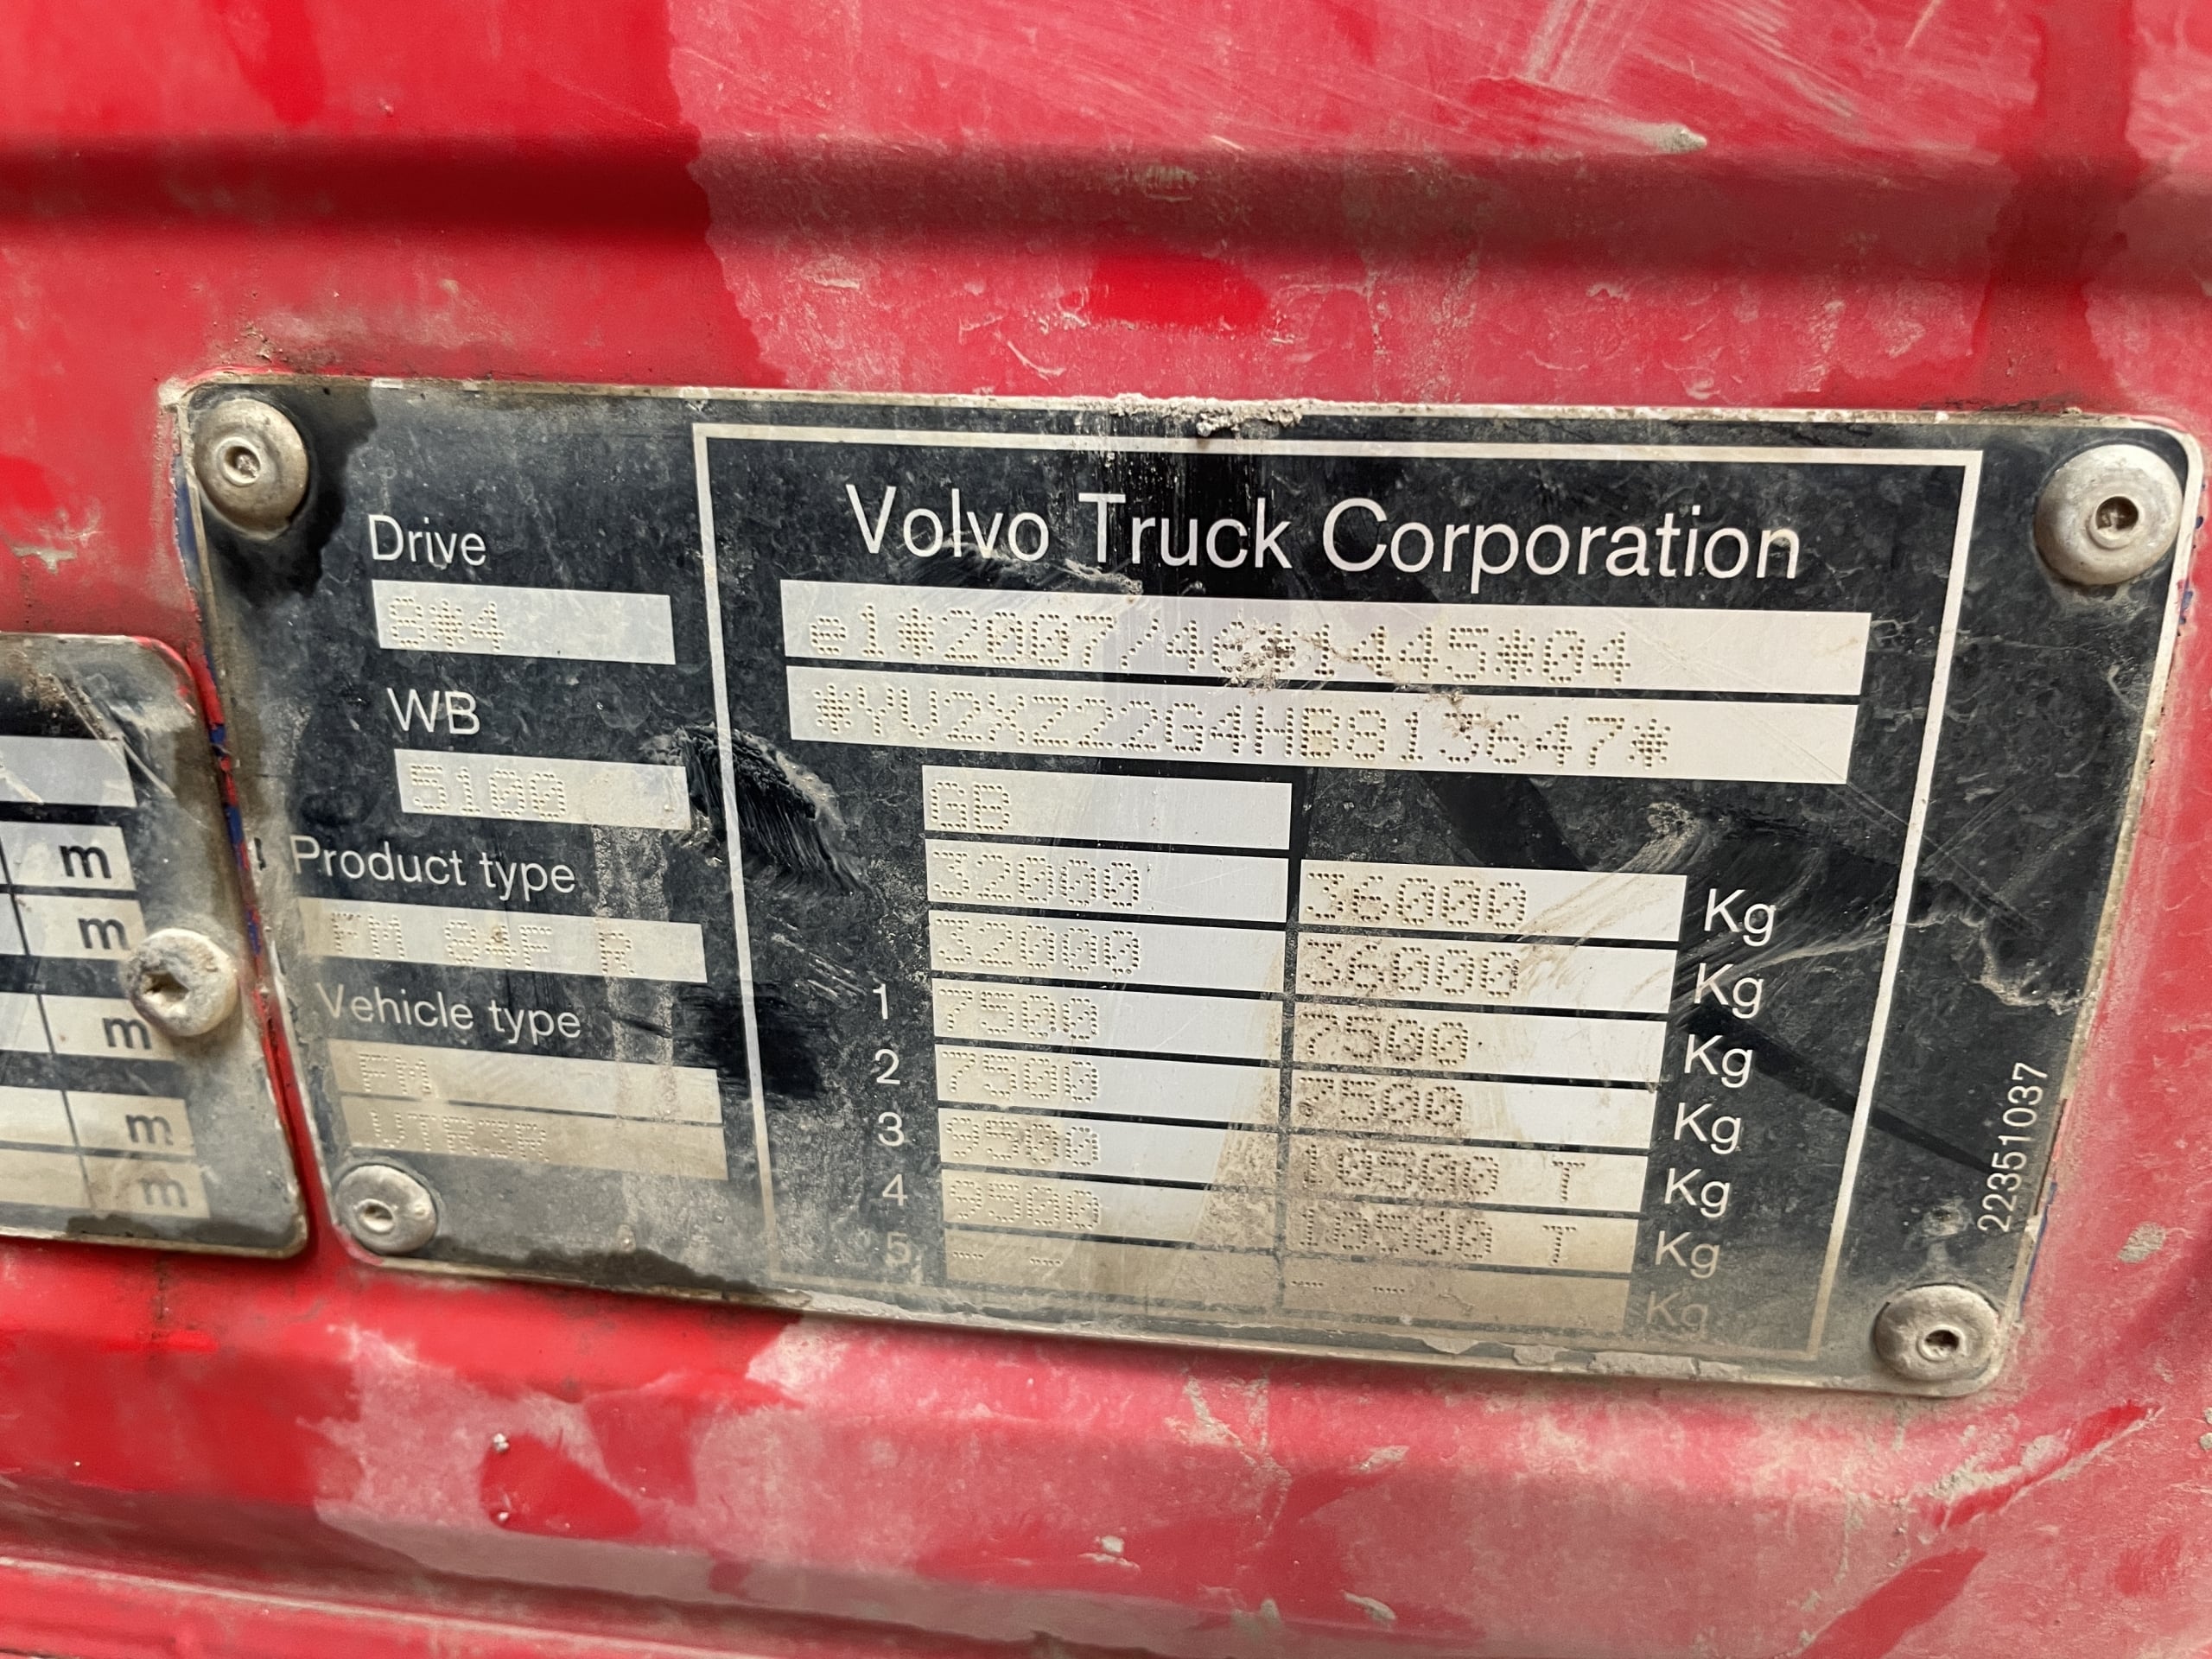 Volvo Truck Corporation
Drive
8*4
WB
5100
Product type
FM 84F R
Vehicle type
FM
VTR3R
e1*2007/46*1445*04
*YV2XZ22G4HB813647*
GB
32000 36000 Kg
32000 36000 Kg
1 7500 7500 Kg
2 7500 7500 Kg
3 9500 10500 T Kg
4 9500 10500 T Kg
5 -- -- -- -- Kg
22351037
m
m
m
m
m